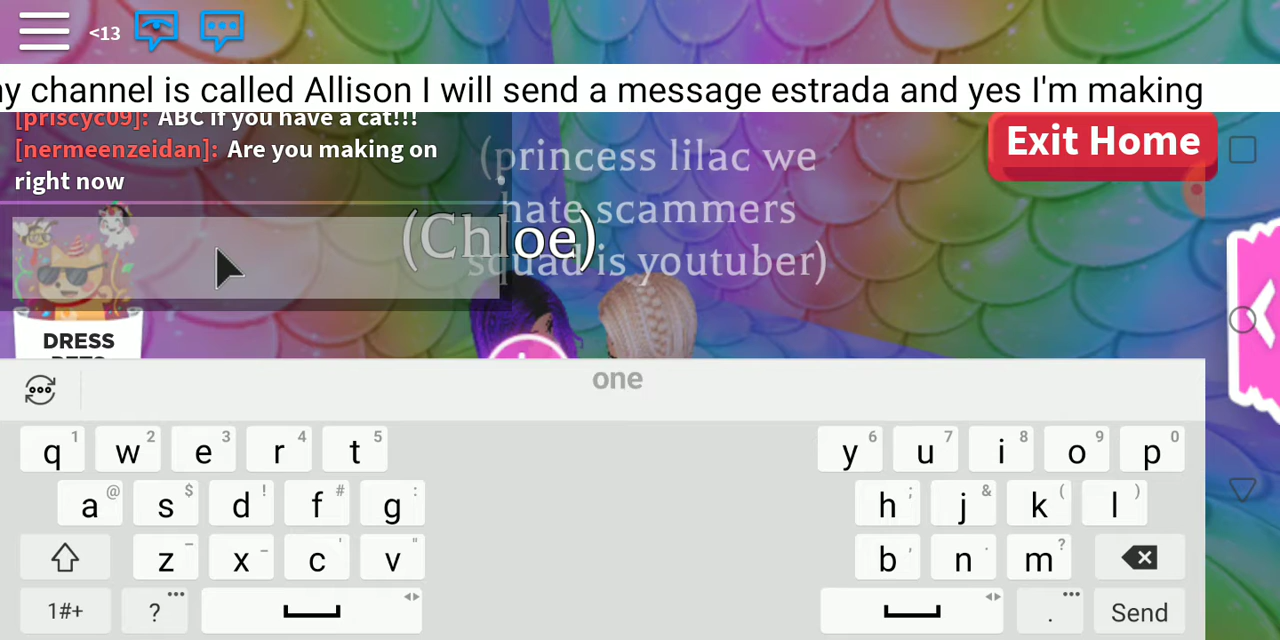 <13
y channel is called Allison I will send a message estrada and yes I'm making
[priscyc09]: ABC if you have a cat!!!
[nermeenzeidan]: Are you making on
right now
(princess lilac we
hate scammers
squad is youtuber)
(Chloe)
Exit Home
DRESS
PETS
one
q 1 w 2 e 3 r 4 t 5 y 6 u 7 i 8 o 9 p 0
a @ s $ d ! f # g : h ; j & k ( l )
z – x _ c ' v " b , n . m ?
1#+ ? . Send